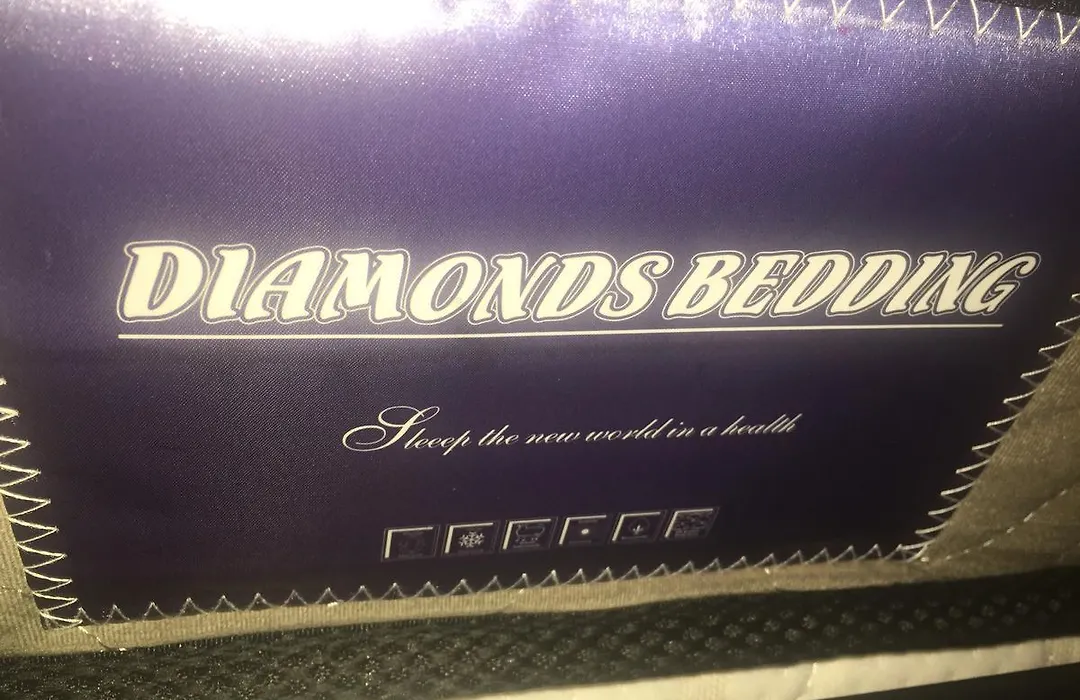 DIAMONDS BEDDING
Sleeep the new world in a health